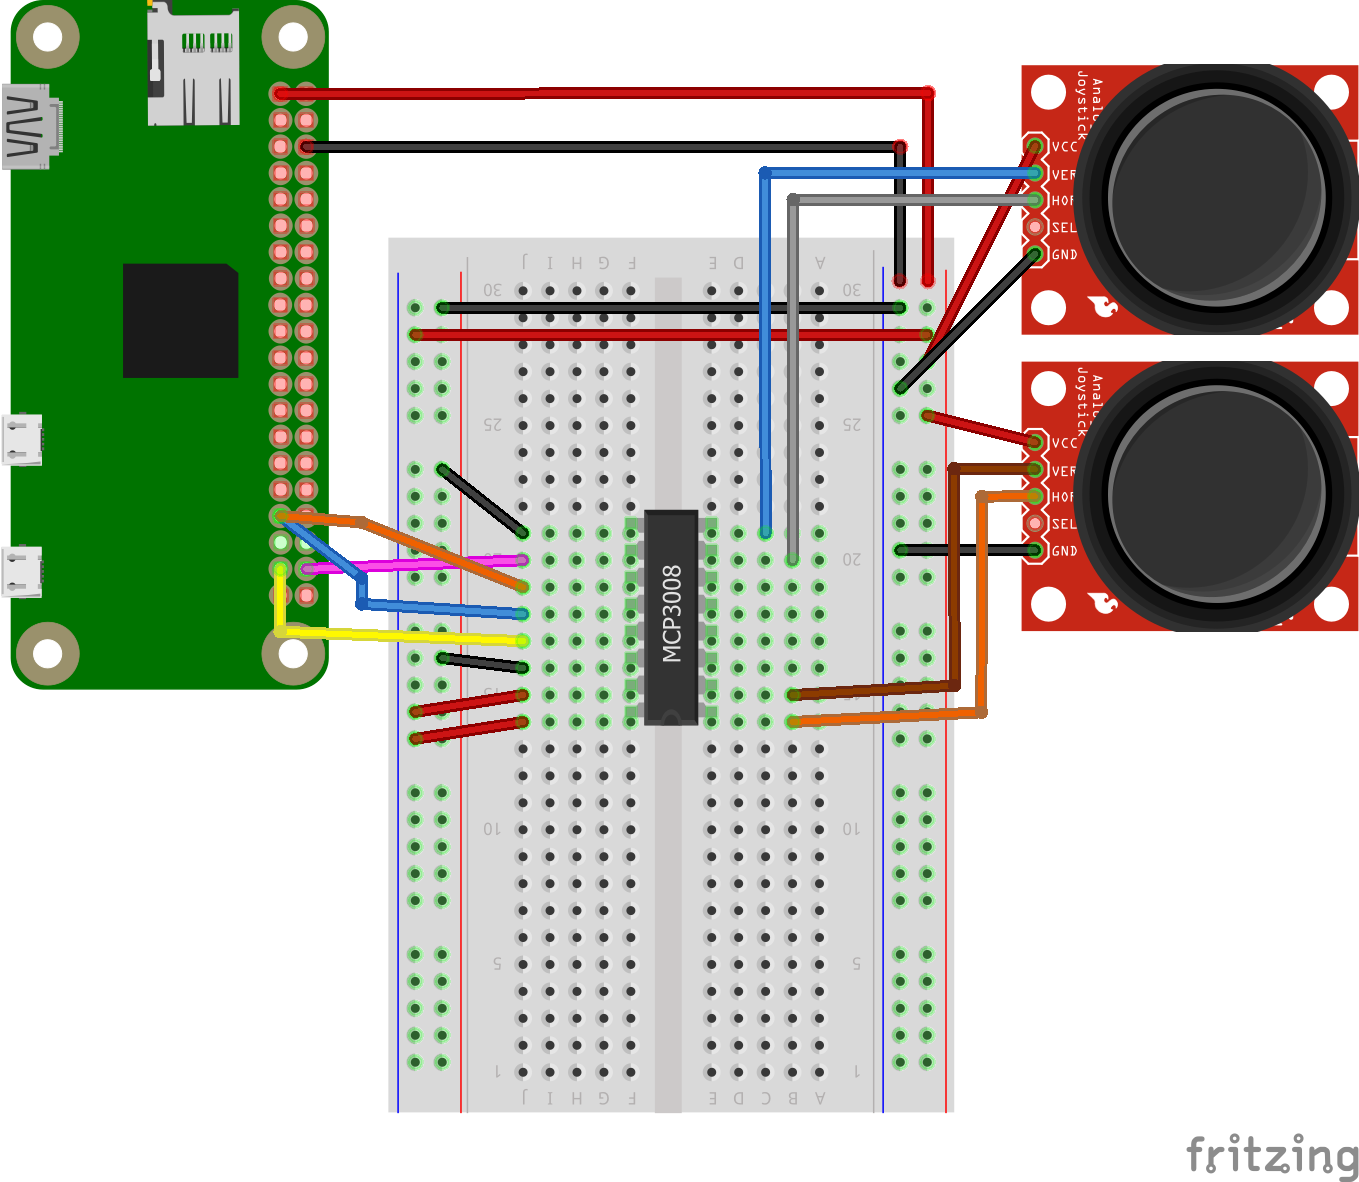 Analog
Joystick
VCC
VER
HOR
SEL
GND
Analog
Joystick
VCC
VER
HOR
SEL
GND
J I H G F E D A
30 30
25 25
20
MCP3008
10 10
5 5
1 1
J I H G F E D C B A
fritzing